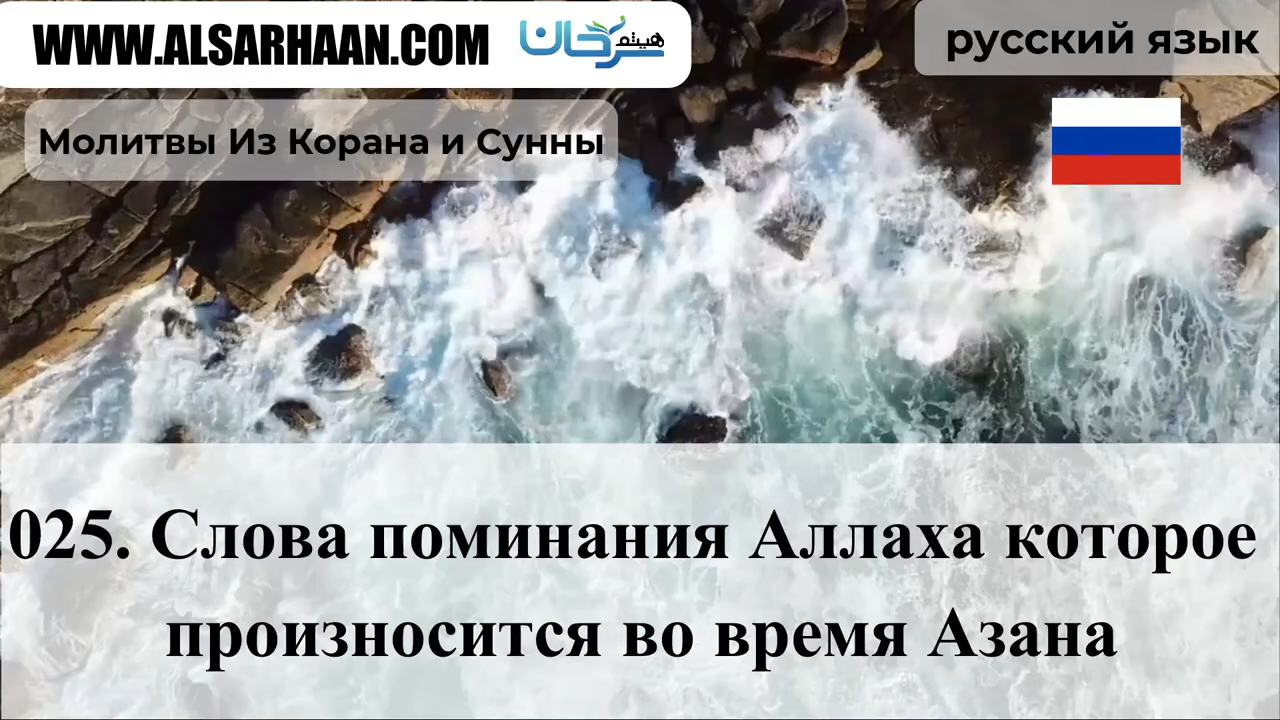 WWW.ALSARHAAN.COM
هيثم سرحان
русский язык
Молитвы Из Корана и Сунны
025. Слова поминания Аллаха которое
произносится во время Азана